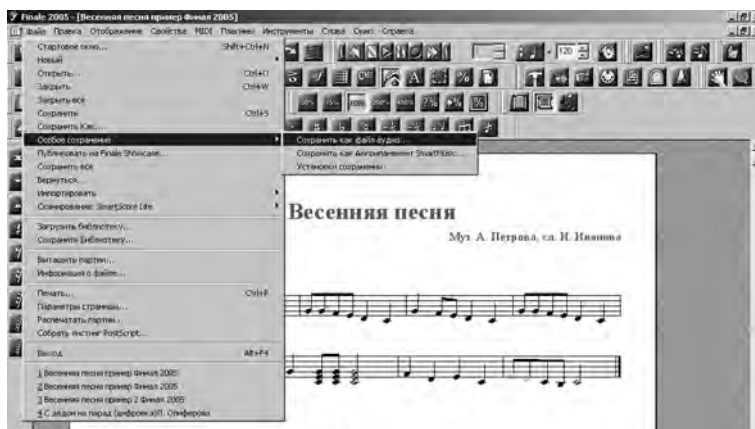 Finale 2005 - [Весенняя песня пример Финал 2005]
Файл Правка Отображение Свойства MIDI Плагины Инструменты Слова Окно Справка
120
Стартовое окно... Shift+Ctrl+N
Новый
Открыть... Ctrl+O
Закрыть Ctrl+W
Закрыть все
Сохранить Ctrl+S
Сохранить Как...
Особое сохранение
Сохранить как файл аудио...
Публиковать на Finale Showcase...
Сохранить как Аккомпанемент SmartMusic...
Сохранить все
Установки сохранения
Вернуться...
Импортировать
Сканирование: SmartScore Lite
Загрузить библиотеку...
Сохранить Библиотеку...
Вытащить партии...
Информация о файле...
Печать... Ctrl+P
Параметры страницы...
Распечатать партии...
Собрать листинг PostScript...
Выход Alt+F4
1 Весенняя песня пример Финал 2005
2 Весенняя песня пример Финал 2005
3 Весенняя песня пример 2 Финал 2005
4 С дедом на парад (цифровка)Л. Олиферова
Весенняя песня
Муз. А. Петрова, сл. И. Иванова